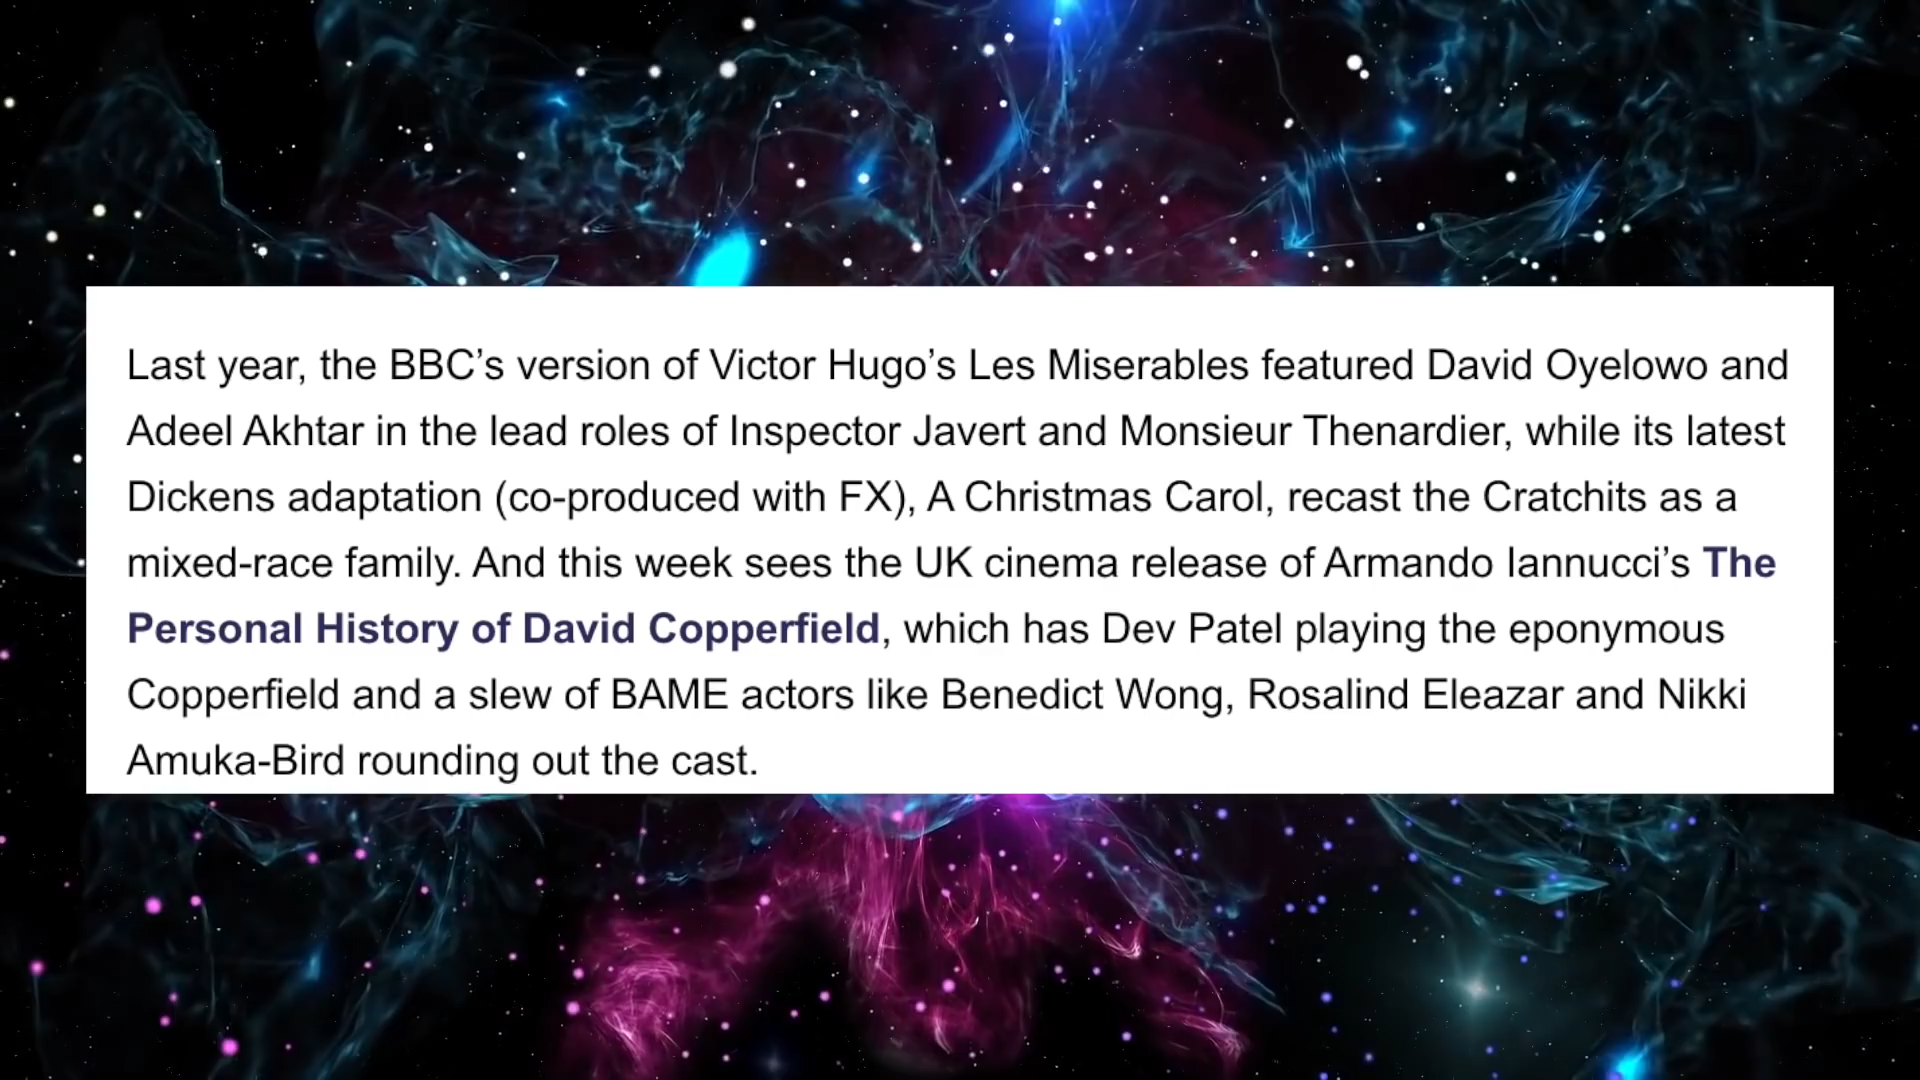 Last year, the BBC’s version of Victor Hugo’s Les Miserables featured David Oyelowo and
Adeel Akhtar in the lead roles of Inspector Javert and Monsieur Thenardier, while its latest
Dickens adaptation (co-produced with FX), A Christmas Carol, recast the Cratchits as a
mixed-race family. And this week sees the UK cinema release of Armando Iannucci’s The
Personal History of David Copperfield, which has Dev Patel playing the eponymous
Copperfield and a slew of BAME actors like Benedict Wong, Rosalind Eleazar and Nikki
Amuka-Bird rounding out the cast.